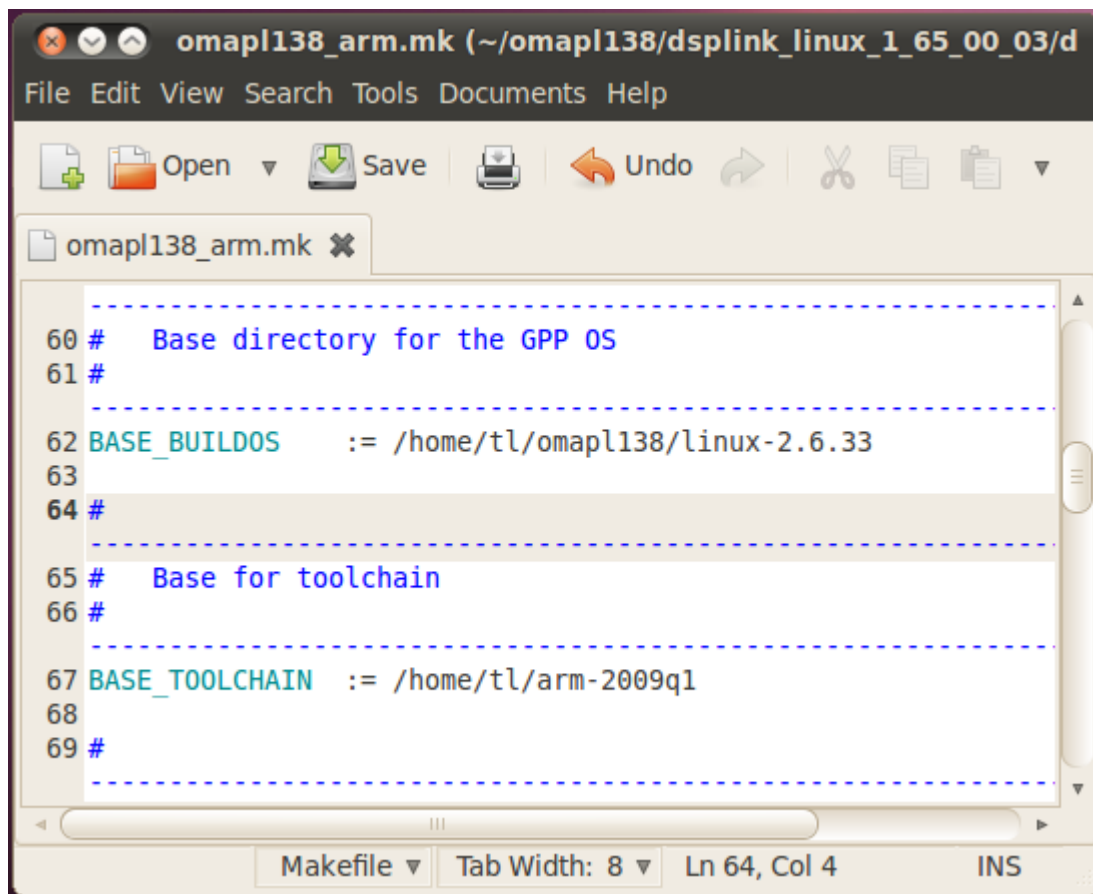 omapl138_arm.mk (~/omapl138/dsplink_linux_1_65_00_03/d
File Edit View Search Tools Documents Help
Open Save Undo
omapl138_arm.mk
--------------------------------------------------------------
60 #   Base directory for the GPP OS
61 #
--------------------------------------------------------------
62 BASE_BUILDOS    := /home/tl/omapl138/linux-2.6.33
63
64 #
--------------------------------------------------------------
65 #   Base for toolchain
66 #
--------------------------------------------------------------
67 BASE_TOOLCHAIN  := /home/tl/arm-2009q1
68
69 #
--------------------------------------------------------------
Makefile Tab Width: 8 Ln 64, Col 4 INS